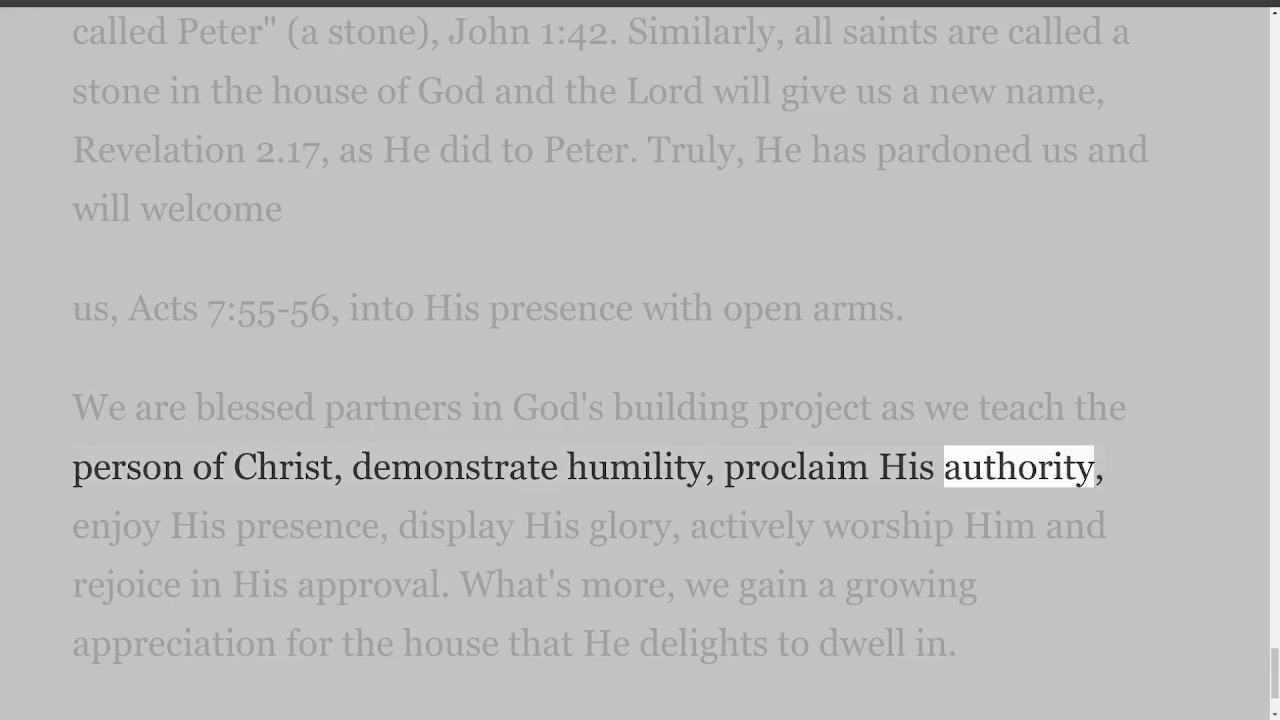 called Peter" (a stone), John 1:42. Similarly, all saints are called a
stone in the house of God and the Lord will give us a new name,
Revelation 2.17, as He did to Peter. Truly, He has pardoned us and
will welcome
us, Acts 7:55-56, into His presence with open arms.
We are blessed partners in God's building project as we teach the
person of Christ, demonstrate humility, proclaim His authority,
enjoy His presence, display His glory, actively worship Him and
rejoice in His approval. What's more, we gain a growing
appreciation for the house that He delights to dwell in.